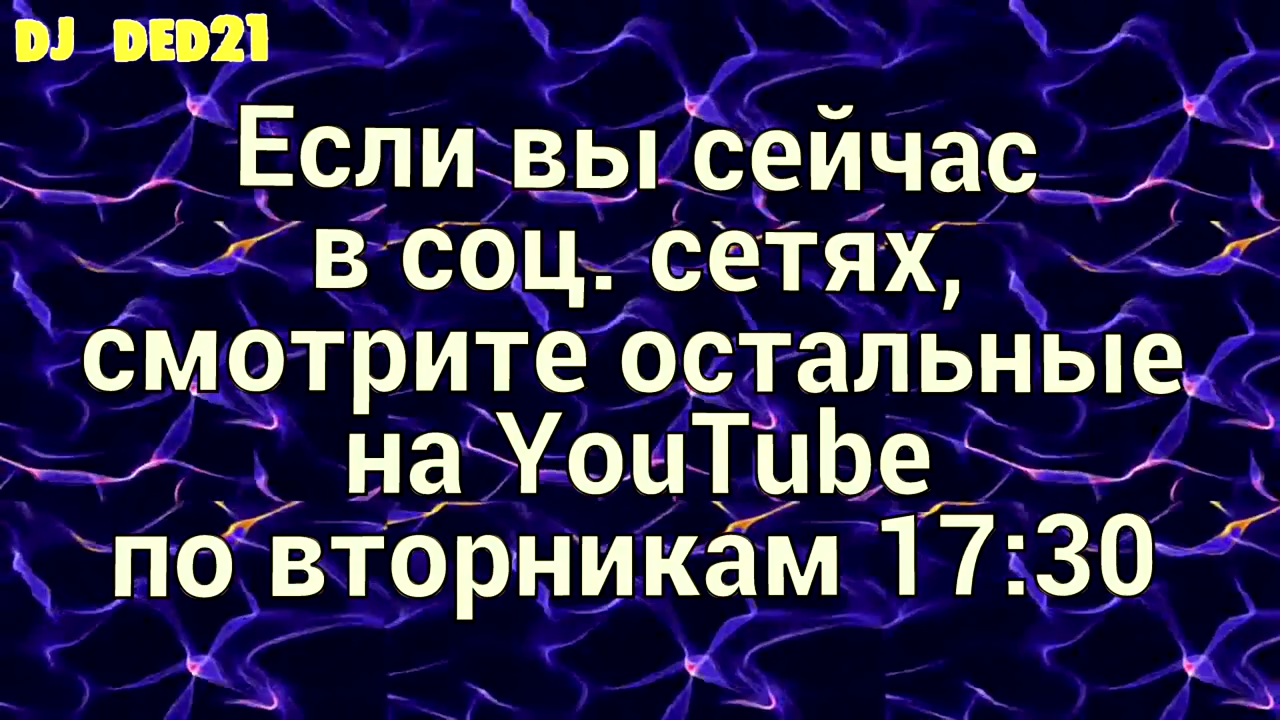 DJ DED21
Если вы сейчас
в соц. сетях,
смотрите остальные
на YouTube
по вторникам 17:30